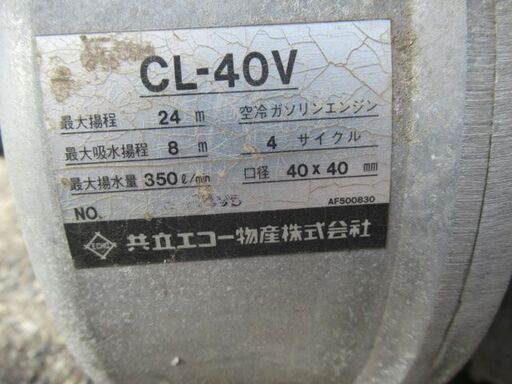 CL-40V
最大揚程 24 m 空冷ガソリンエンジン
最大吸水揚程 8 m 4 サイクル
最大揚水量 350ℓ/min 口径 40×40 mm
NO.
AF500830
ECHO 共立エコー物産株式会社